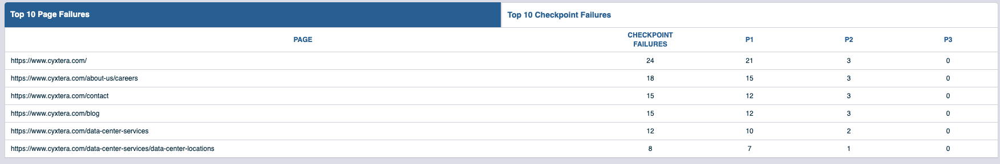 Top 10 Page Failures
Top 10 Checkpoint Failures
PAGE CHECKPOINT FAILURES P1 P2 P3
https://www.cyxtera.com/ 24 21 3 0
https://www.cyxtera.com/about-us/careers 18 15 3 0
https://www.cyxtera.com/contact 15 12 3 0
https://www.cyxtera.com/blog 15 12 3 0
https://www.cyxtera.com/data-center-services 12 10 2 0
https://www.cyxtera.com/data-center-services/data-center-locations 8 7 1 0